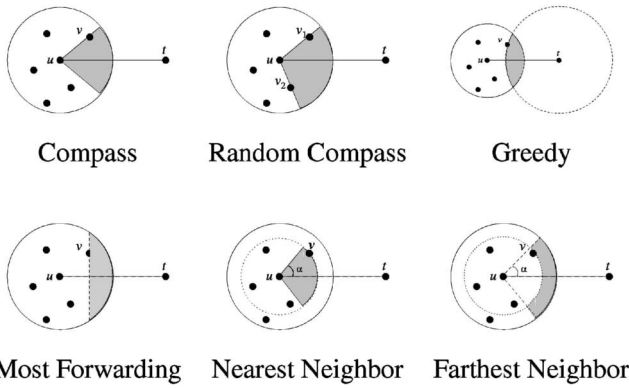 v
u
t
v1
u
t
v2
v
u
t
Compass
Random Compass
Greedy
v
u
t
v
α
u
t
v
α
u
t
Most Forwarding
Nearest Neighbor
Farthest Neighbor